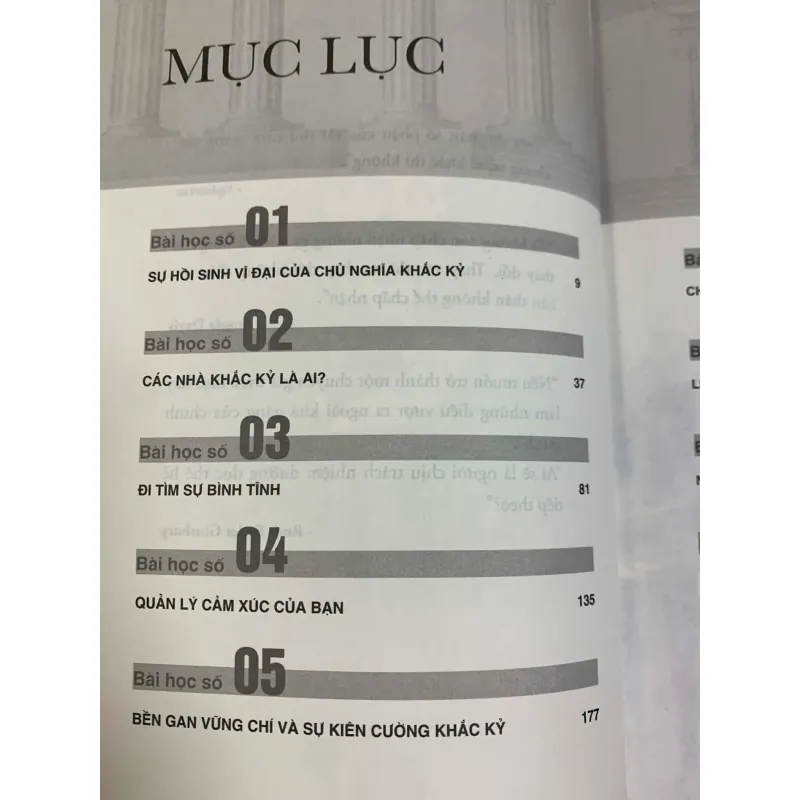 MỤC LỤC
Bài học số 01
SỰ HỒI SINH VĨ ĐẠI CỦA CHỦ NGHĨA KHẮC KỶ 9
Bài học số 02
CÁC NHÀ KHẮC KỶ LÀ AI? 37
Bài học số 03
ĐI TÌM SỰ BÌNH TĨNH 81
Bài học số 04
QUẢN LÝ CẢM XÚC CỦA BẠN 135
Bài học số 05
BỀN GAN VỮNG CHÍ VÀ SỰ KIÊN CƯỜNG KHẮC KỶ 177